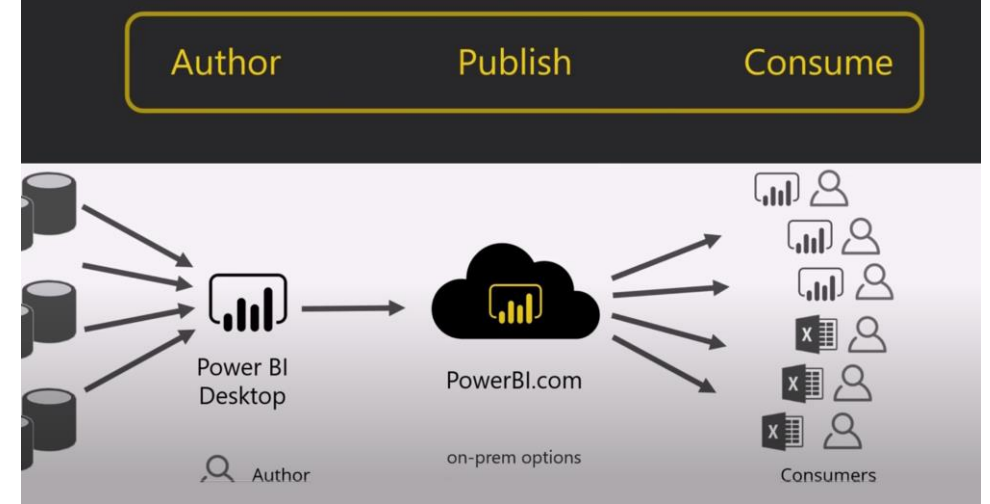 Author Publish Consume
Power BI
Desktop
PowerBI.com
X
X
X
on-prem options
Author
Consumers